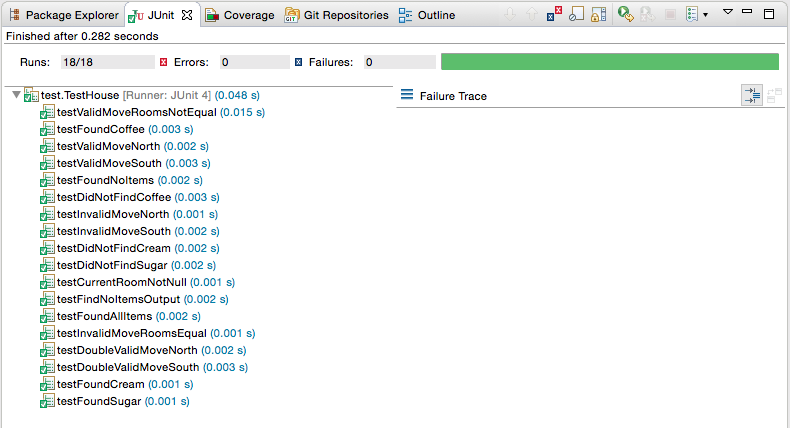 Package Explorer JUnit Coverage Git Repositories Outline
Finished after 0.282 seconds
Runs: 18/18 Errors: 0 Failures: 0
test.TestHouse [Runner: JUnit 4] (0.048 s)
Failure Trace
testValidMoveRoomsNotEqual (0.015 s)
testFoundCoffee (0.003 s)
testValidMoveNorth (0.002 s)
testValidMoveSouth (0.003 s)
testFoundNoItems (0.002 s)
testDidNotFindCoffee (0.003 s)
testInvalidMoveNorth (0.001 s)
testInvalidMoveSouth (0.002 s)
testDidNotFindCream (0.002 s)
testDidNotFindSugar (0.002 s)
testCurrentRoomNotNull (0.001 s)
testFindNoItemsOutput (0.002 s)
testFoundAllItems (0.002 s)
testInvalidMoveRoomsEqual (0.001 s)
testDoubleValidMoveNorth (0.002 s)
testDoubleValidMoveSouth (0.003 s)
testFoundCream (0.001 s)
testFoundSugar (0.001 s)